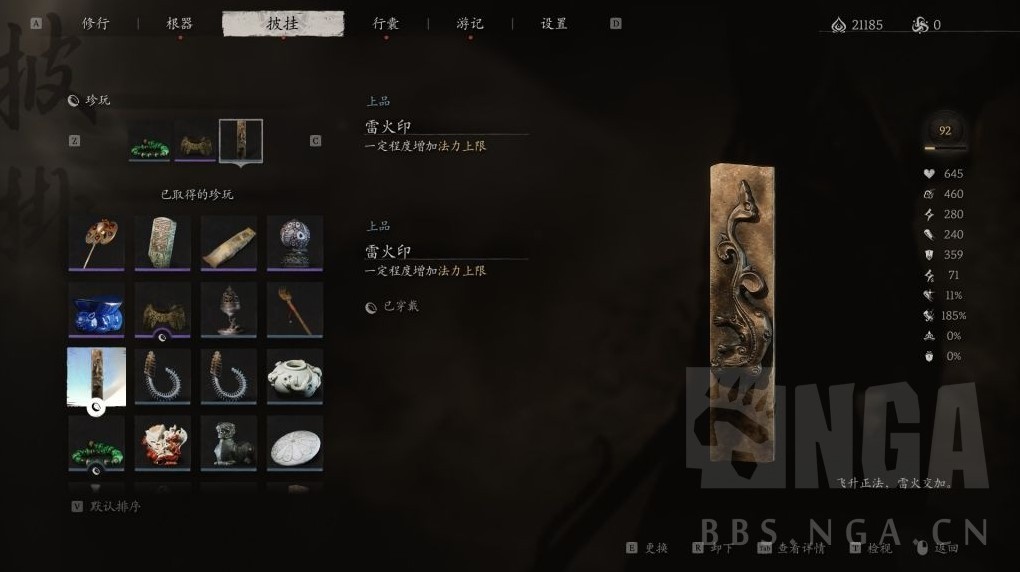 A 修行 根器 披挂 行囊 游记 设置 D
21185 0
披挂
珍玩
Z C
已取得的珍玩
上品
雷火印
一定程度增加法力上限
上品
雷火印
一定程度增加法力上限
已穿戴
V 默认排序
92
645
460
280
240
359
71
11%
185%
0%
0%
飞升正法，雷火交加。
NGA
BBS.NGA.CN
E 更换 R 卸下 Tab 查看详情 T 检视 返回